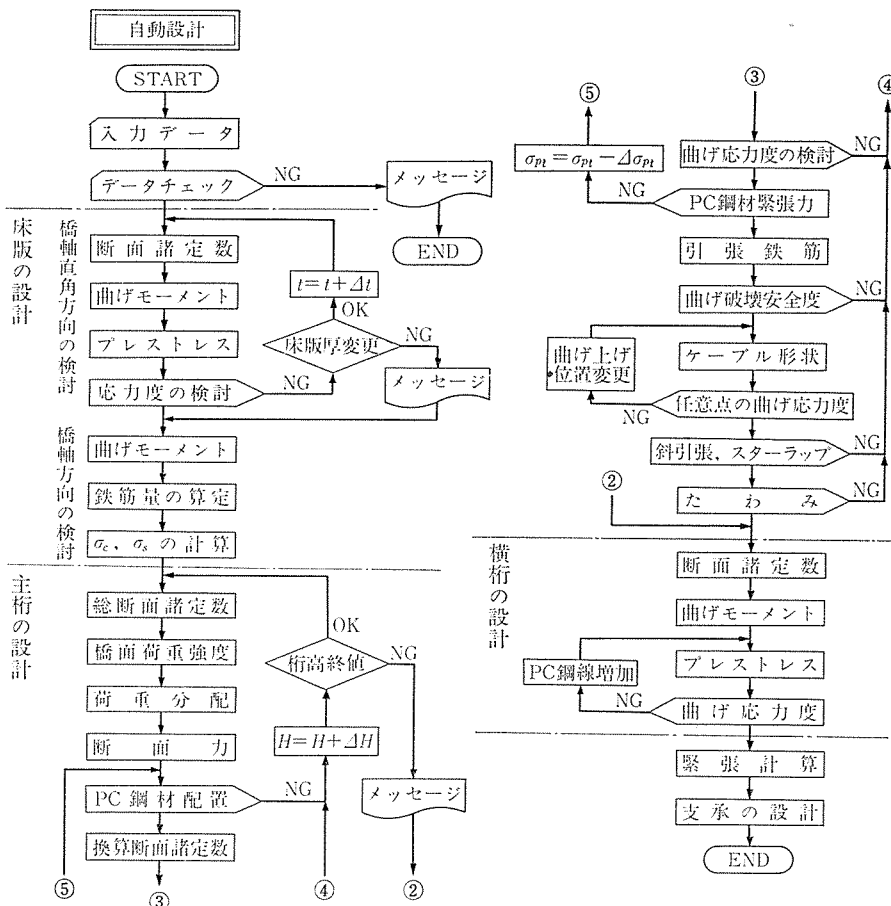 自動設計
START
入力データ
データチェック
NG
メッセージ
END
床版の設計
橋軸直角方向の検討
断面諸定数
曲げモーメント
プレストレス
応力度の検討
NG
床版厚変更
OK
t=t+Δt
NG
メッセージ
橋軸方向の検討
曲げモーメント
鉄筋量の算定
σc、σsの計算
主桁の設計
総断面諸定数
橋面荷重強度
荷重分配
断面力
⑤
PC鋼材配置
NG
換算断面諸定数
③
④
H=H+ΔH
桁高終値
OK
NG
メッセージ
②
③
④
⑤
曲げ応力度の検討
NG
σpt=σpt−Δσpt
NG
PC鋼材緊張力
引張鉄筋
曲げ破壊安全度
NG
曲げ上げ
位置変更
ケーブル形状
NG
任意点の曲げ応力度
斜引張、スターラップ
NG
たわみ
NG
②
横桁の設計
断面諸定数
曲げモーメント
プレストレス
PC鋼線増加
NG
曲げ応力度
緊張計算
支承の設計
END